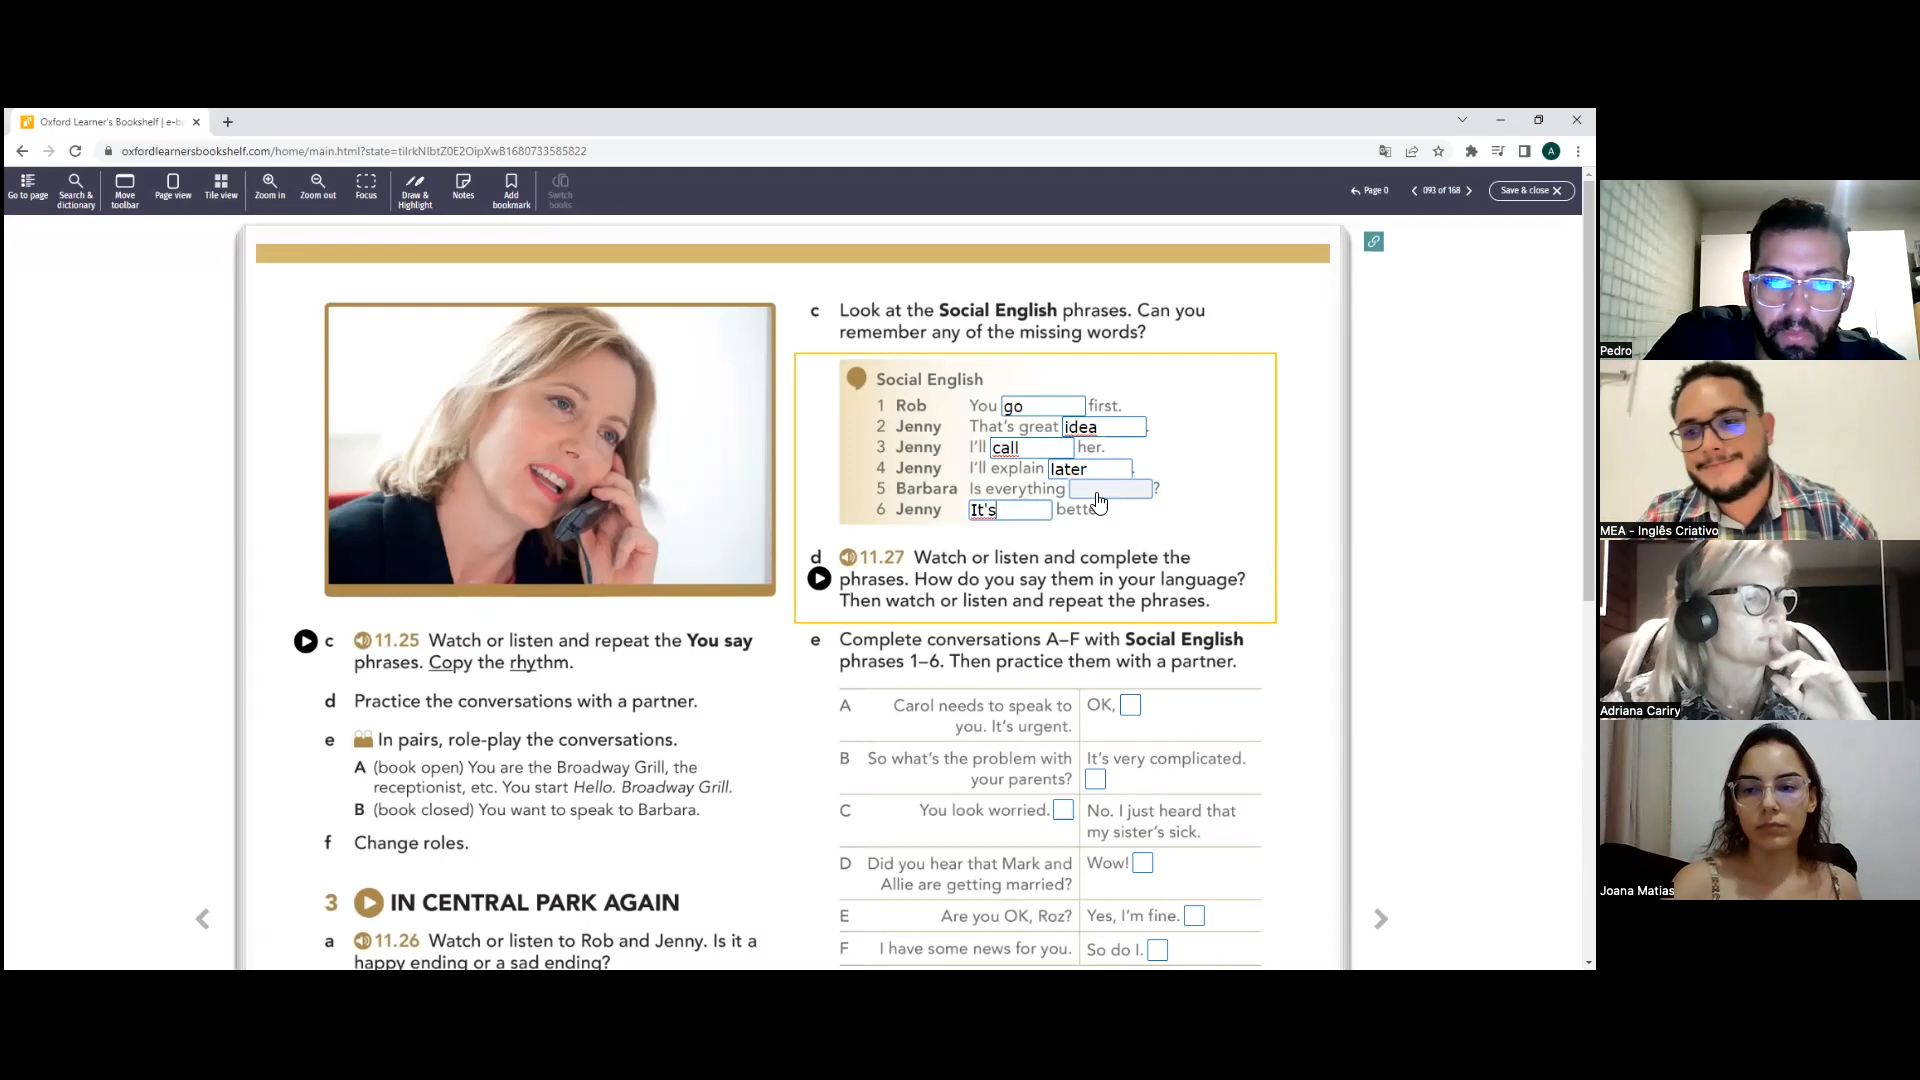 Oxford Learner's Bookshelf | e-b
oxfordlearnersbookshelf.com/home/main.html?state=tilrkNlbtZ0E2OipXwB1680733585822
A
Go to page
Search & dictionary
Move toolbar
Page view
Tile view
Zoom in
Zoom out
Focus
Draw & Highlight
Notes
Add bookmark
Switch books
Page 0
093 of 168
Save & close
c Look at the Social English phrases. Can you
remember any of the missing words?
Social English
1 Rob You go first.
2 Jenny That's great idea.
3 Jenny I'll call her.
4 Jenny I'll explain later.
5 Barbara Is everything ?
6 Jenny It's
d 11.27 Watch or listen and complete the
phrases. How do you say them in your language?
Then watch or listen and repeat the phrases.
c 11.25 Watch or listen and repeat the You say
phrases. Copy the rhythm.
d Practice the conversations with a partner.
e In pairs, role-play the conversations.
A (book open) You are the Broadway Grill, the
receptionist, etc. You start Hello. Broadway Grill.
B (book closed) You want to speak to Barbara.
f Change roles.
3 IN CENTRAL PARK AGAIN
a 11.26 Watch or listen to Rob and Jenny. Is it a
happy ending or a sad ending?
e Complete conversations A–F with Social English
phrases 1–6. Then practice them with a partner.
A Carol needs to speak to OK,
you. It's urgent.
B So what's the problem with It's very complicated.
your parents?
C You look worried. No. I just heard that
my sister's sick.
D Did you hear that Mark and Wow!
Allie are getting married?
E Are you OK, Roz? Yes, I'm fine.
F I have some news for you. So do I.
Pedro
MEA - Inglês Criativo
Adriana Cariry
Joana Matias